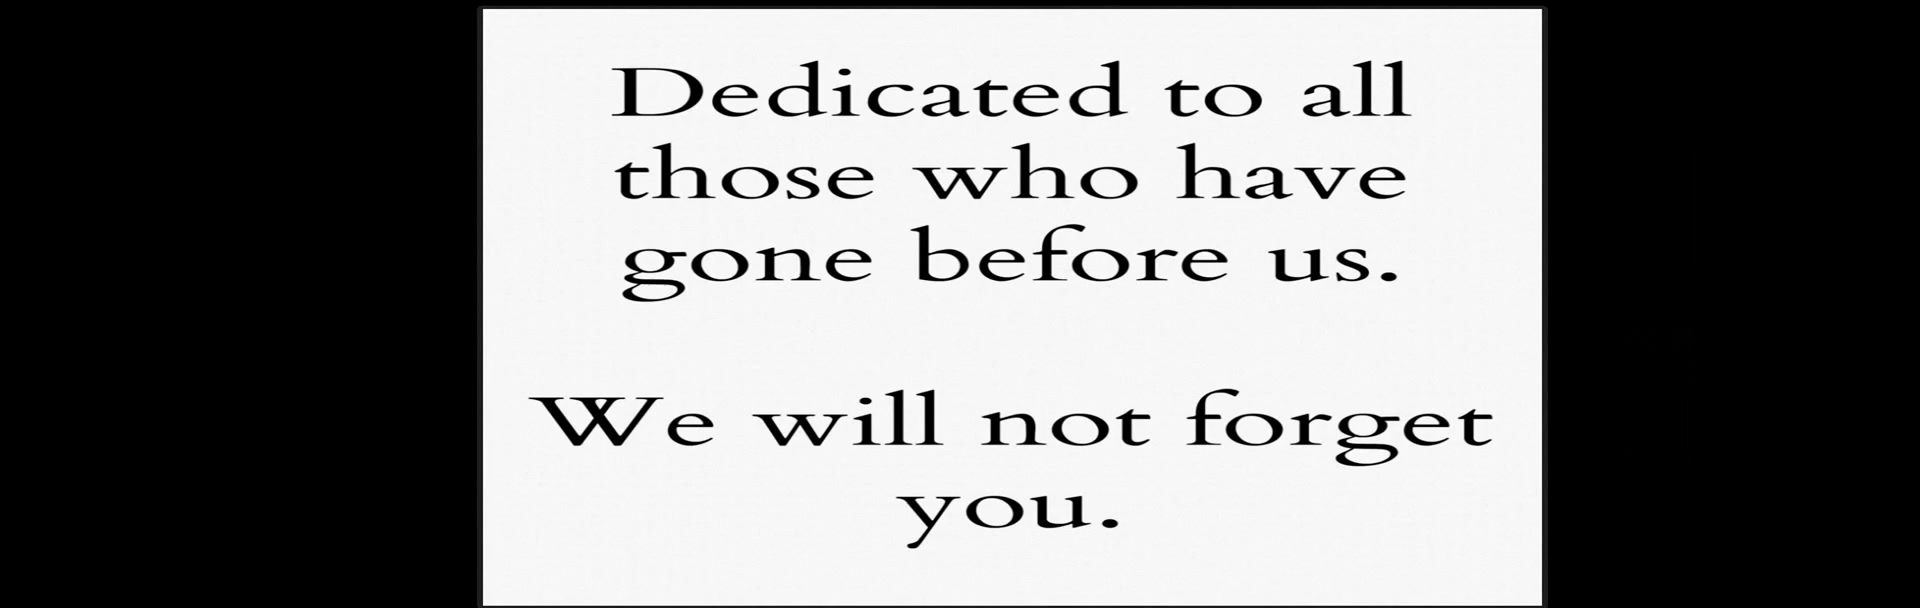 Dedicated to all
those who have
gone before us.
We will not forget
you.